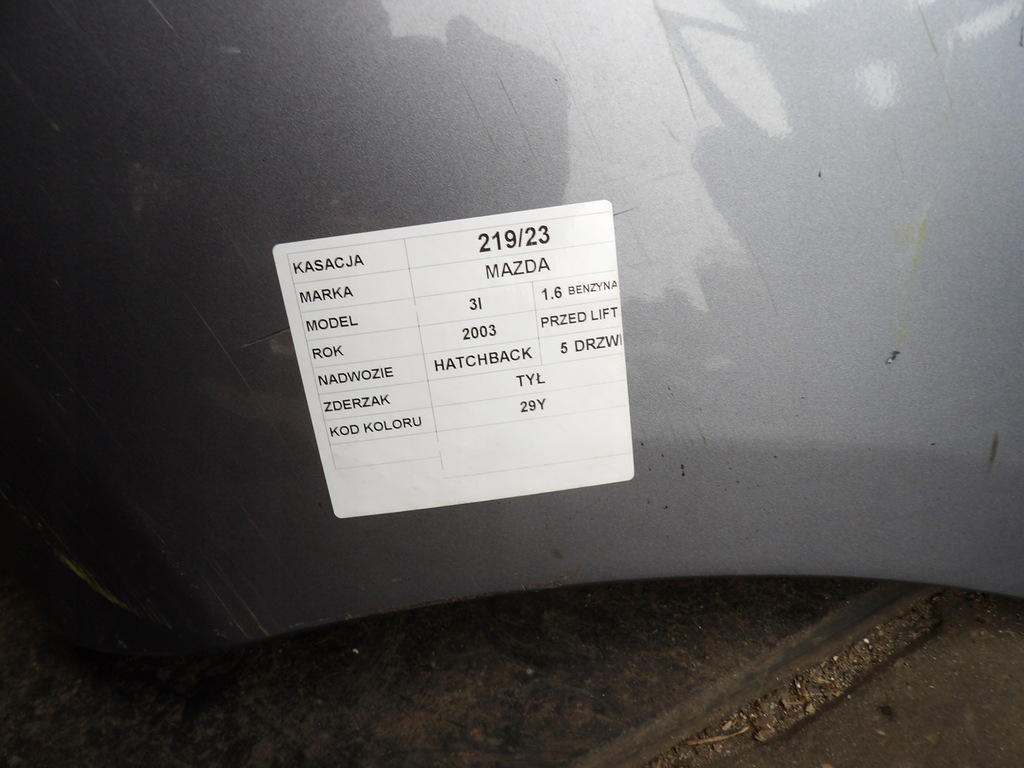 KASACJA 219/23
MARKA MAZDA
MODEL 3I 1.6 BENZYNA
ROK 2003 PRZED LIFT
NADWOZIE HATCHBACK 5 DRZWI
ZDERZAK TYŁ
KOD KOLORU 29Y